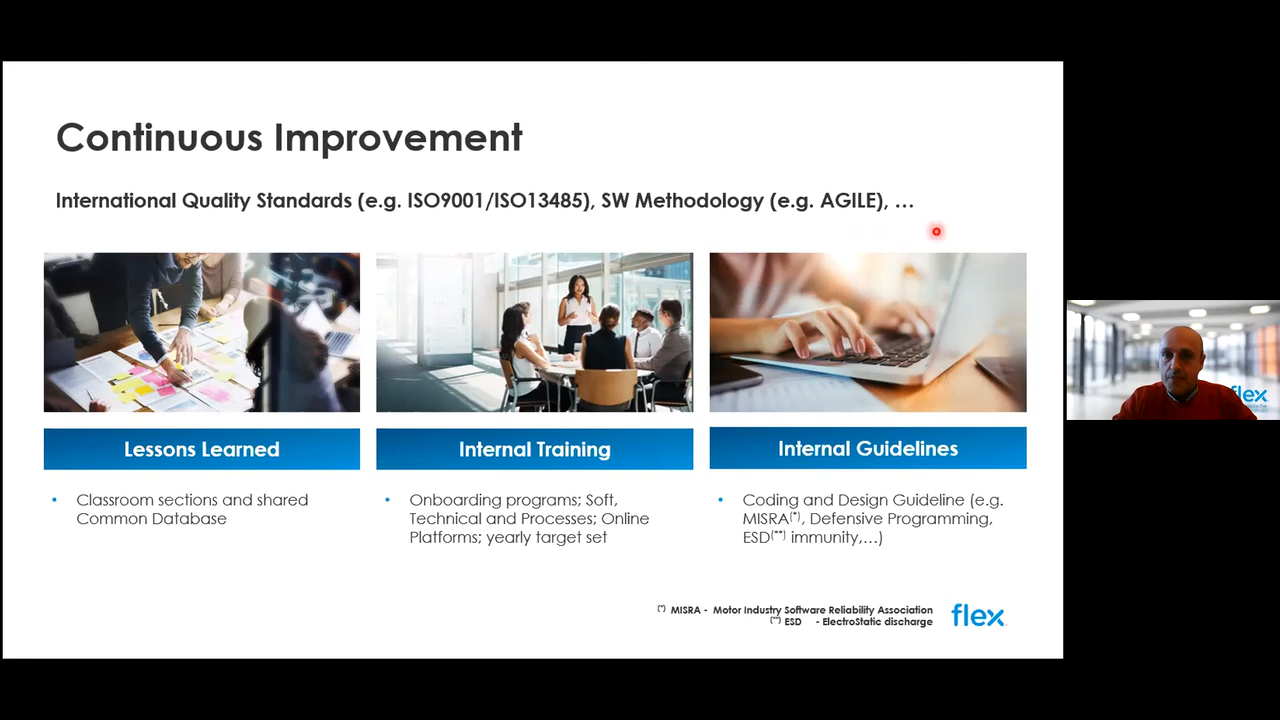 Continuous Improvement
International Quality Standards (e.g. ISO9001/ISO13485), SW Methodology (e.g. AGILE), …
Lessons Learned
Internal Training
Internal Guidelines
• Classroom sections and shared
Common Database
• Onboarding programs; Soft,
Technical and Processes; Online
Platforms; yearly target set
• Coding and Design Guideline (e.g.
MISRA(*), Defensive Programming,
ESD(**) immunity,…)
(*) MISRA - Motor Industry Software Reliability Association
(**) ESD - ElectroStatic discharge
flex
flex